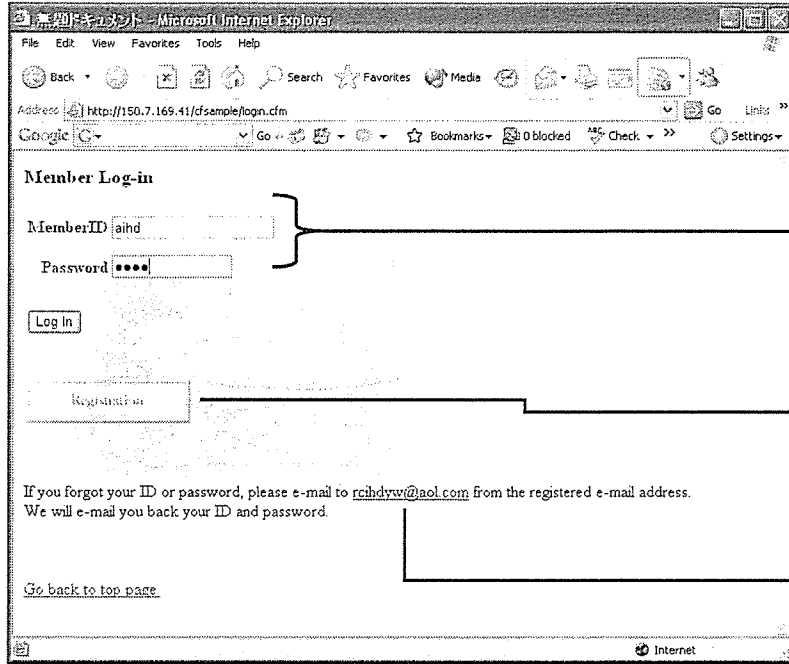 無題ドキュメント - Microsoft Internet Explorer
File Edit View Favorites Tools Help
Back Search Favorites Media
Address http://150.7.169.41/cfsample/login.cfm Go Links »
Google G Go Bookmarks 0 blocked ABC Check » Settings
Member Log-in
MemberID aihd
Password ••••
Log In
Registration
If you forgot your ID or password, please e-mail to rcihdvw@aol.com from the registered e-mail address.
We will e-mail you back your ID and password.
Go back to top page
Internet